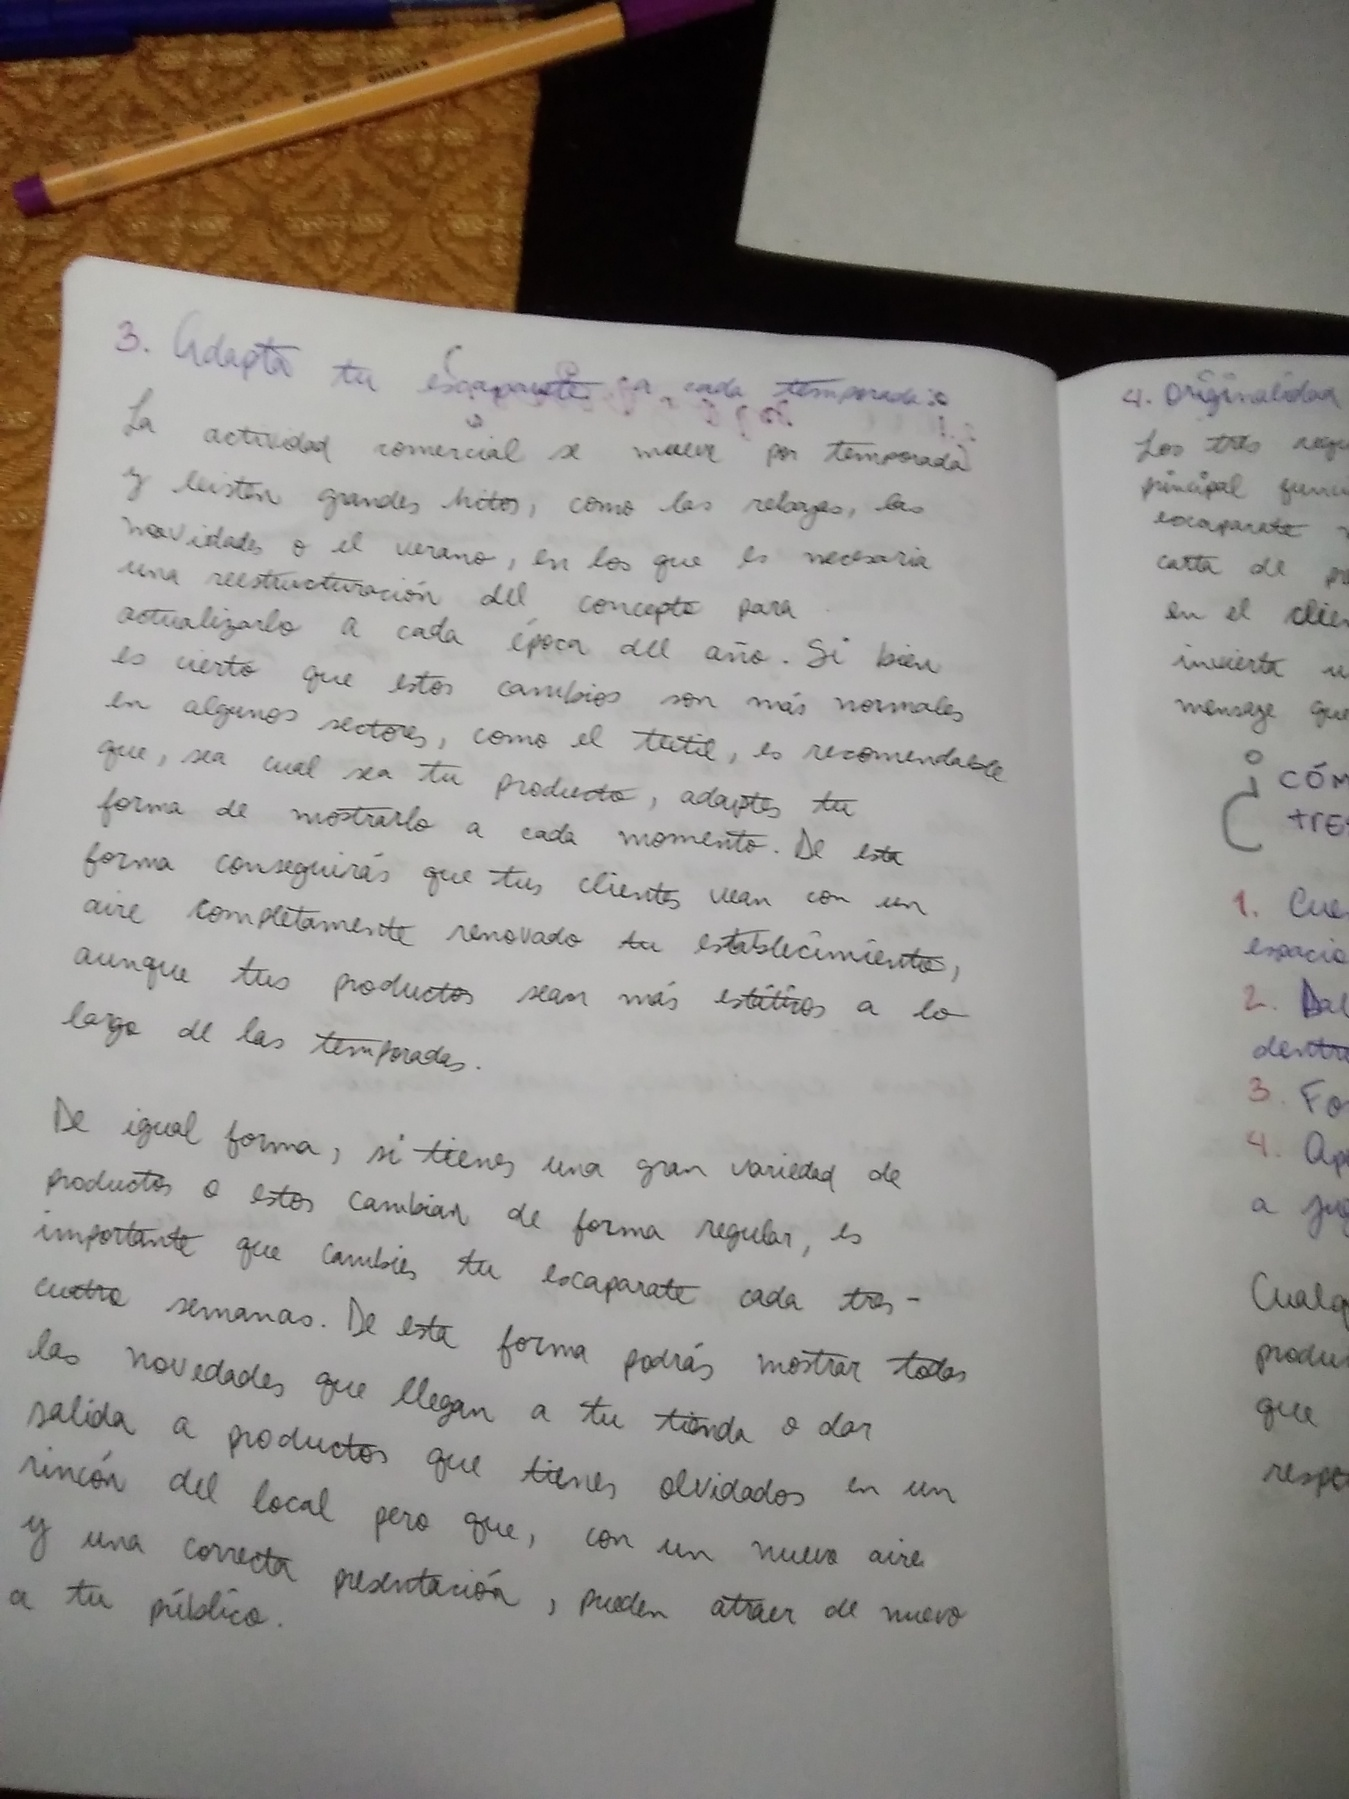 3. Adapta tu escaparate a cada temporada:
La actividad comercial se mueve por temporada
y existen grandes hitos, como las rebajas, las
navidades o el verano, en los que es necesaria
una reestructuración del concepto para
actualizarlo a cada época del año. Si bien
es cierto que estos cambios son más normales
en algunos sectores, como el textil, es recomendable
que, sea cual sea tu producto, adaptes tu
forma de mostrarlo a cada momento. De esta
forma conseguirás que tus clientes vean con un
aire completamente renovado tu establecimiento,
aunque tus productos sean más estáticos a lo
largo de las temporadas.
De igual forma, si tienes una gran variedad de
productos o estos cambian de forma regular, es
importante que cambies tu escaparate cada tres-
cuatro semanas. De esta forma podrás mostrar todas
las novedades que llegan a tu tienda o dar
salida a productos que tienes olvidados en un
rincón del local pero que, con un nuevo aire
y una correcta presentación, pueden atraer de nuevo
a tu público.
4. Originalidad
Los tres
principal
escaparate
carta de
en el
invierta
mensaje que
¿
1.
espacio
2.
3.
4.
a
que